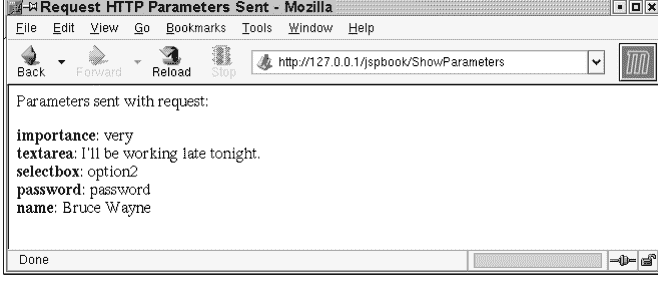 Request HTTP Parameters Sent - Mozilla
File Edit View Go Bookmarks Tools Window Help
Back Forward Reload Stop http://127.0.0.1/jspbook/ShowParameters
Parameters sent with request:
importance: very
textarea: I'll be working late tonight.
selectbox: option2
password: password
name: Bruce Wayne
Done